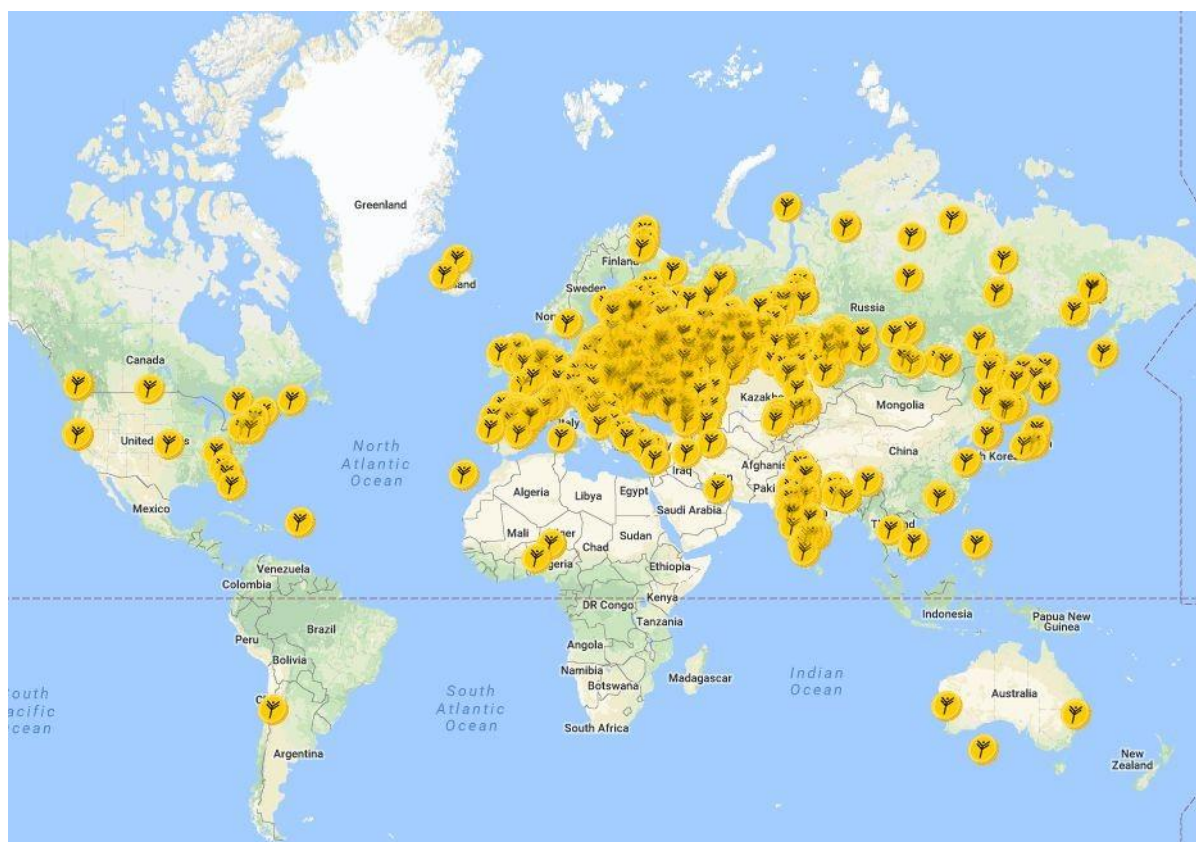 Greenland
Finland
Sweden
Russia
Canada
Kazakh
Mongolia
United
Italy
North
Atlantic
Ocean
China
Iraq
Afghanis
Algeria
Libya
Egypt
Paki
Mexico
Saudi Arabia
Mali
Chad
Sudan
Venezuela
Ethiopia
Colombia
DR Congo
Kenya
Indonesia
Papua New
Guinea
Tanzania
Brazil
Peru
Angola
Bolivia
Namibia
Madagascar
Indian
Ocean
Botswana
Australia
South
Atlantic
Ocean
South Africa
Argentina
New
Zealand